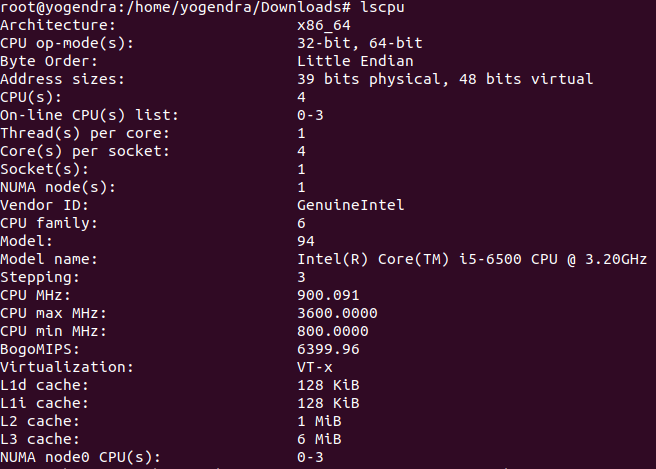 root@yogendra:/home/yogendra/Downloads# lscpu
Architecture: x86_64
CPU op-mode(s): 32-bit, 64-bit
Byte Order: Little Endian
Address sizes: 39 bits physical, 48 bits virtual
CPU(s): 4
On-line CPU(s) list: 0-3
Thread(s) per core: 1
Core(s) per socket: 4
Socket(s): 1
NUMA node(s): 1
Vendor ID: GenuineIntel
CPU family: 6
Model: 94
Model name: Intel(R) Core(TM) i5-6500 CPU @ 3.20GHz
Stepping: 3
CPU MHz: 900.091
CPU max MHz: 3600.0000
CPU min MHz: 800.0000
BogoMIPS: 6399.96
Virtualization: VT-x
L1d cache: 128 KiB
L1i cache: 128 KiB
L2 cache: 1 MiB
L3 cache: 6 MiB
NUMA node0 CPU(s): 0-3